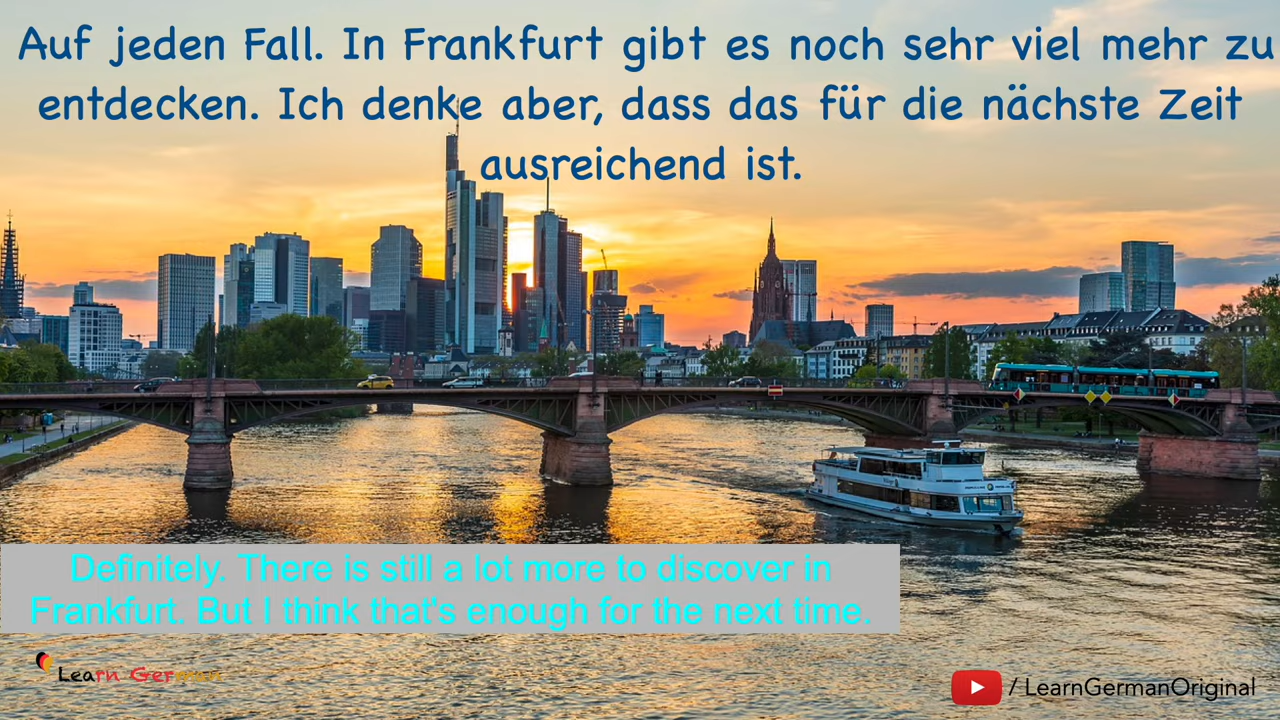 Auf jeden Fall. In Frankfurt gibt es noch sehr viel mehr zu
entdecken. Ich denke aber, dass das für die nächste Zeit
ausreichend ist.
Definitely. There is still a lot more to discover in
Frankfurt. But I think that's enough for the next time.
Learn German
/ LearnGermanOriginal